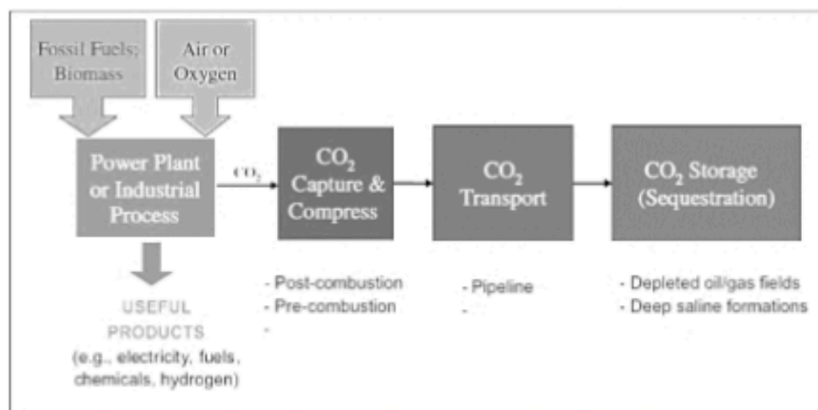 Fossil Fuels;
Biomass
Air or
Oxygen
Power Plant
or Industrial
Process
CO₂
CO₂
Capture &
Compress
CO₂
Transport
CO₂ Storage
(Sequestration)
USEFUL
PRODUCTS
(e.g., electricity, fuels,
chemicals, hydrogen)
- Post-combustion
- Pre-combustion
-
- Pipeline
-
- Depleted oil/gas fields
- Deep saline formations